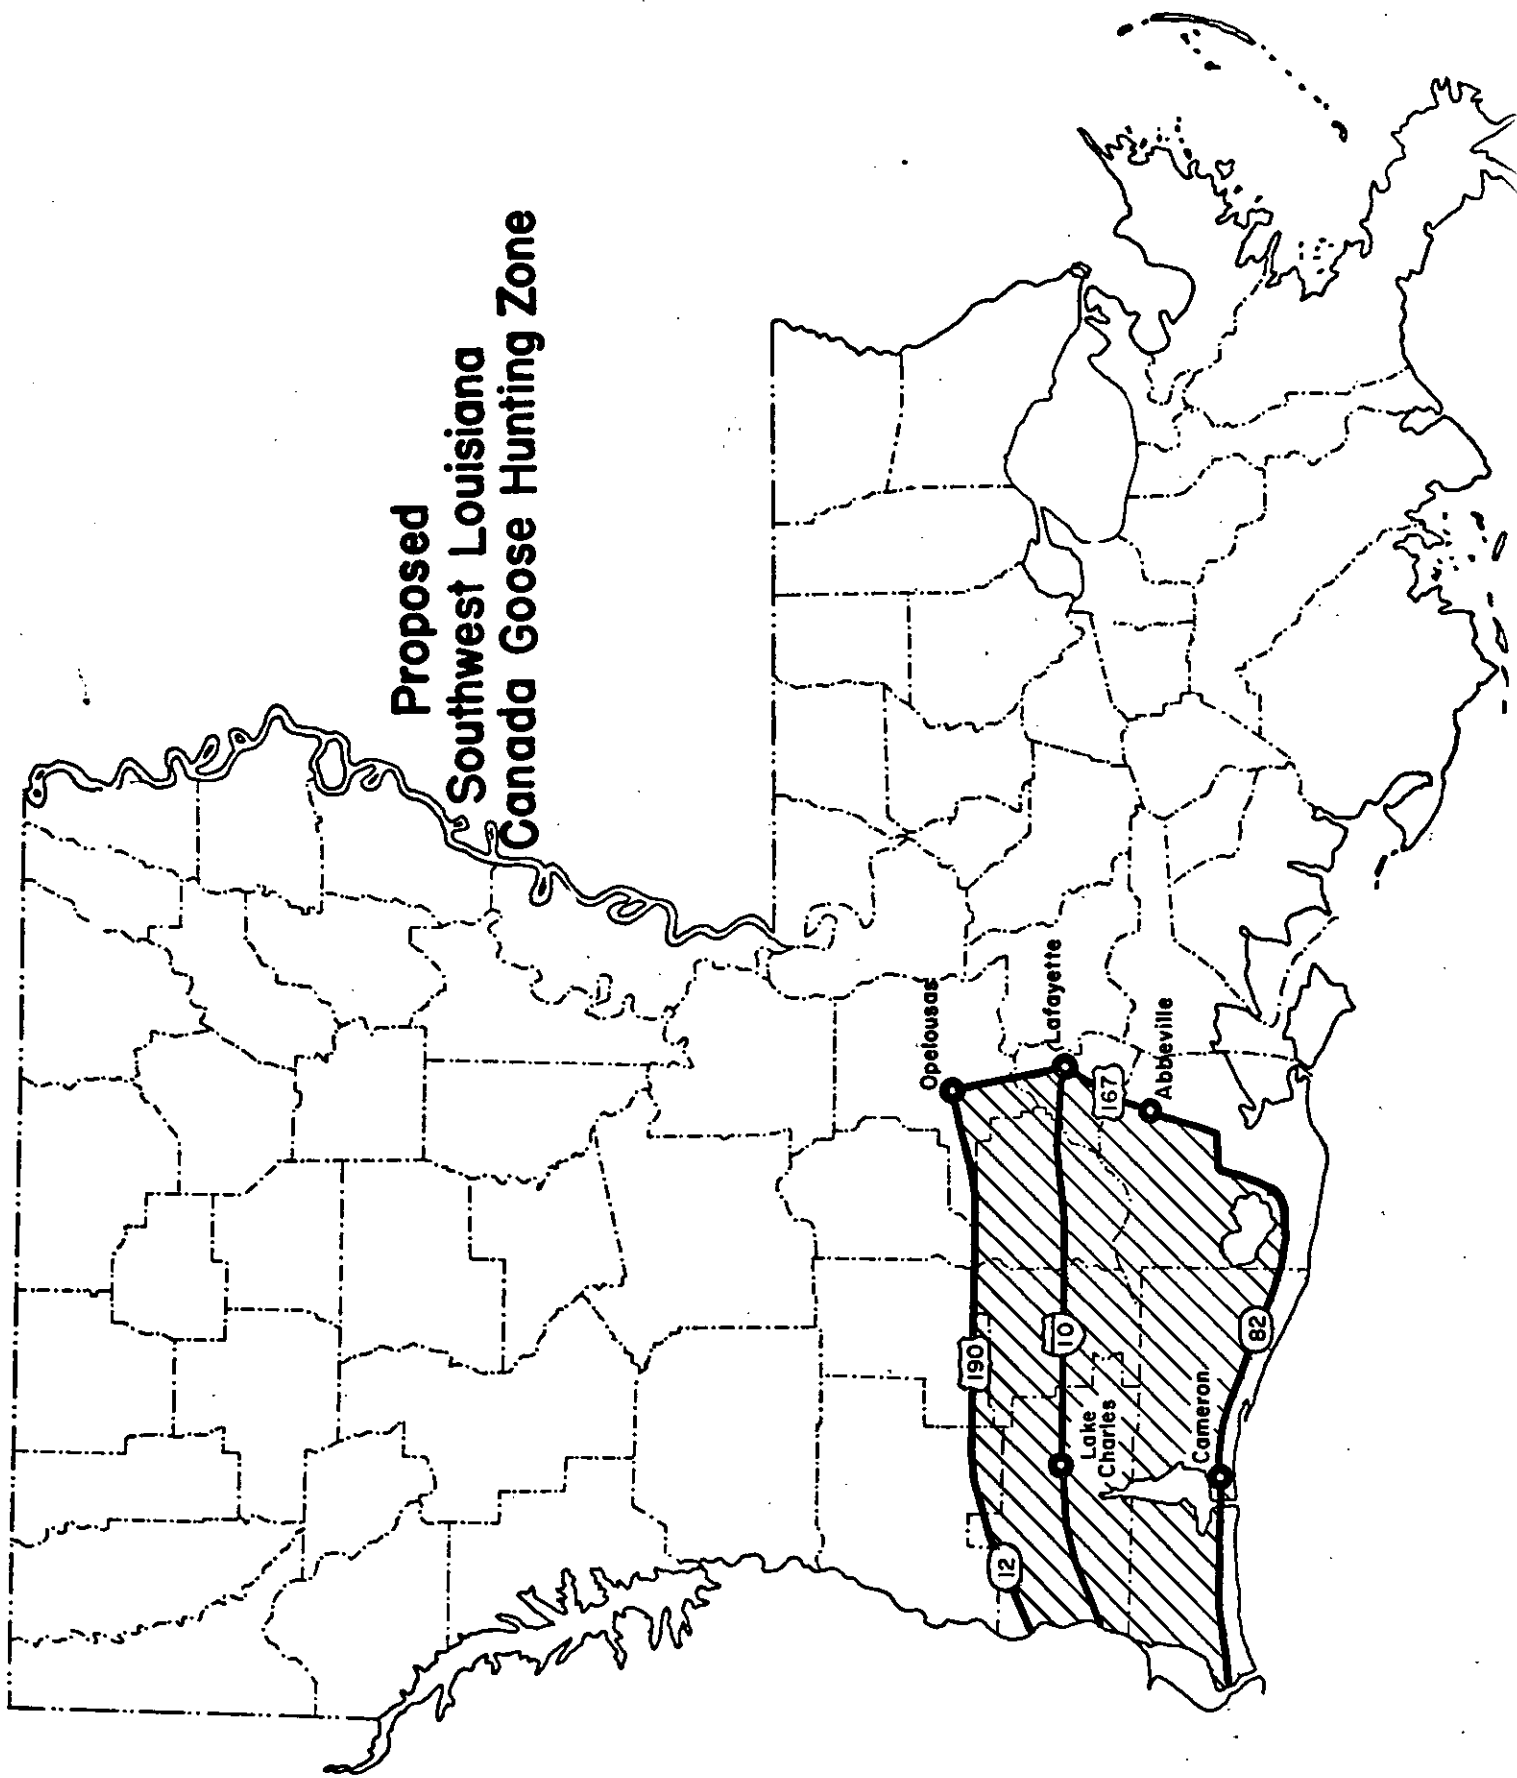 Proposed
Southwest Louisiana
Canada Goose Hunting Zone
Opelousas
Lafayette
167
Abbeville
190
10
82
12
Lake
Charles
Cameron